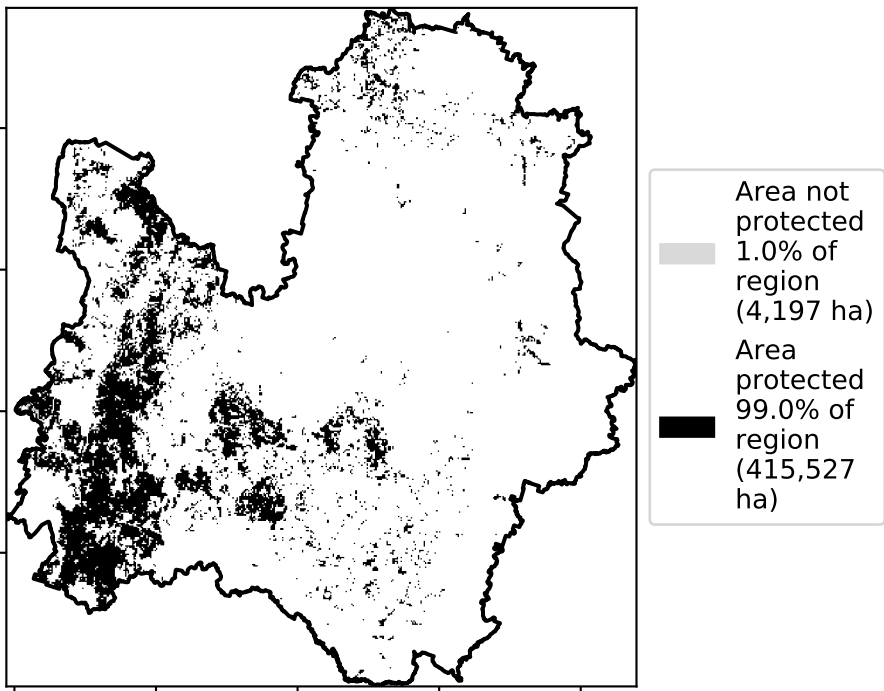 Area not
protected
1.0% of
region
(4,197 ha)
Area
protected
99.0% of
region
(415,527
ha)